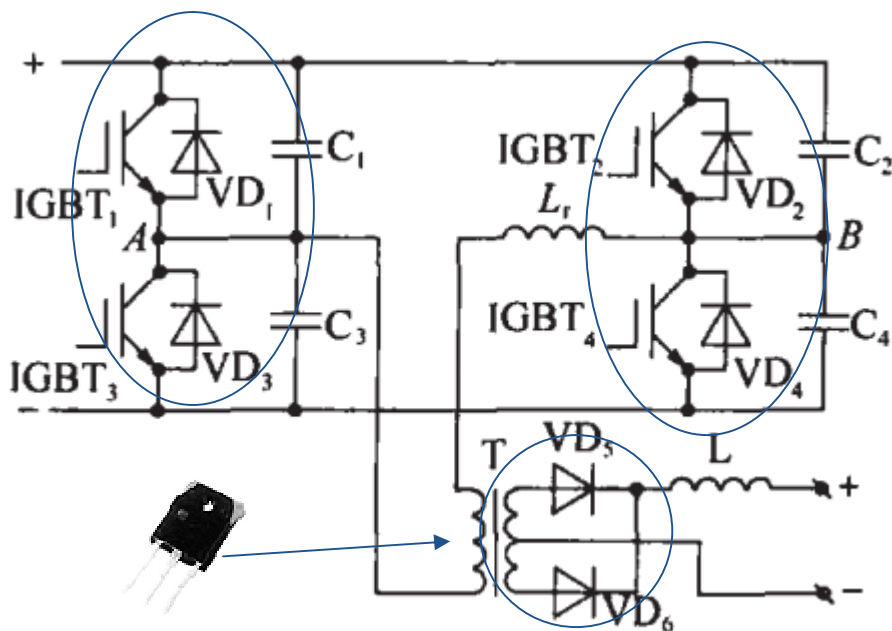 +
C₁
C₂
IGBT₁
VD₁
IGBT₂
VD₂
Lᵣ
A
B
IGBT₃
VD₃
C₃
IGBT₄
VD₄
C₄
T
VD₅
L
+
VD₆
−